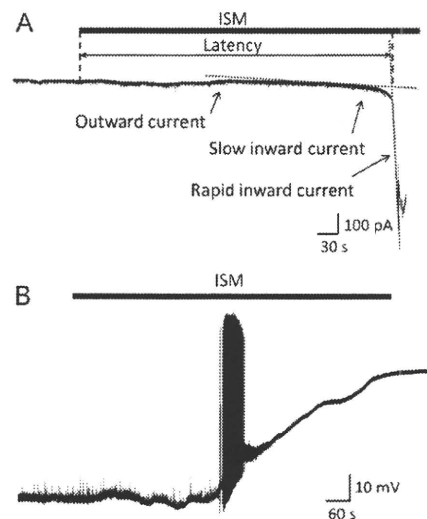 A
ISM
Latency
Outward current
Slow inward current
Rapid inward current
100 pA
30 s
B
ISM
10 mV
60 s